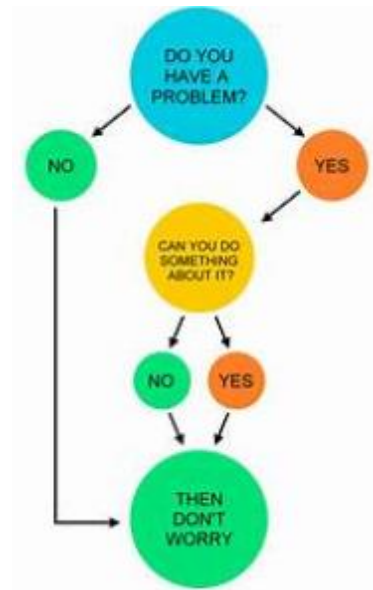 DO YOU
HAVE A
PROBLEM?
NO
YES
CAN YOU DO
SOMETHING
ABOUT IT?
NO
YES
THEN
DON'T
WORRY